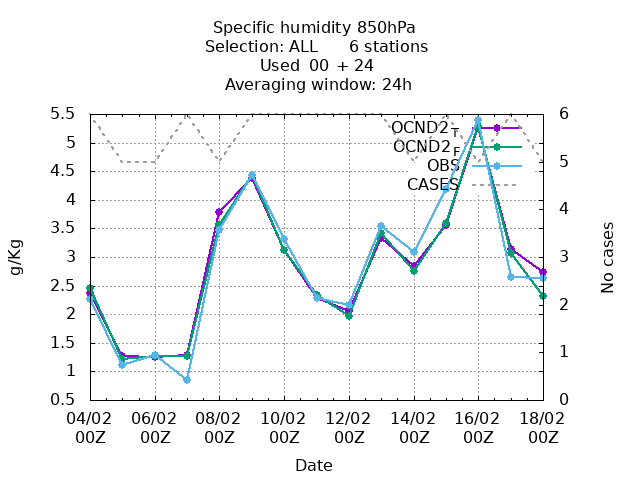 Specific humidity 850hPa
Selection: ALL 6 stations
Used 00 + 24
Averaging window: 24h
5.5
5
4.5
4
3.5
3
2.5
2
1.5
1
0.5
g/Kg
OCND2_T
OCND2_F
OBS
CASES
6
5
4
3
2
1
0
No cases
04/02 06/02 08/02 10/02 12/02 14/02 16/02 18/02
00Z 00Z 00Z 00Z 00Z 00Z 00Z 00Z
Date